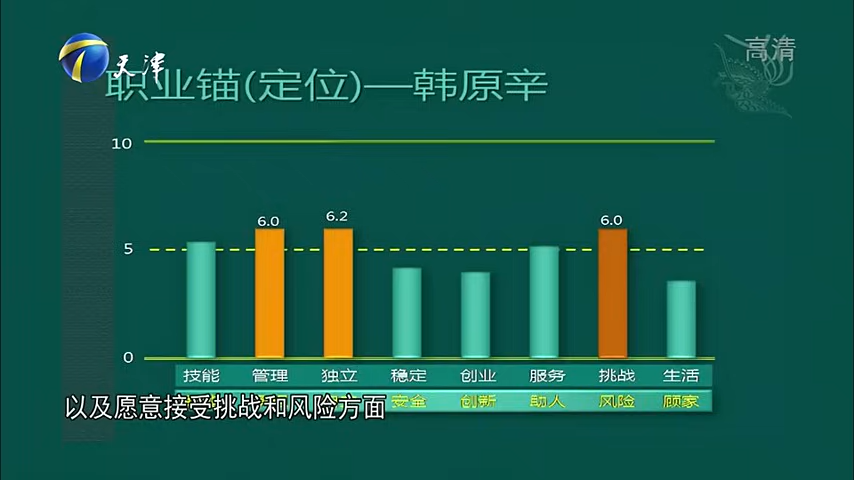 天津
高清
职业锚(定位)—韩原辛
10
6.0 6.2 6.0
5
0
技能 管理 独立 稳定 创业 服务 挑战 生活
安全 创新 助人 风险 顾家
以及愿意接受挑战和风险方面